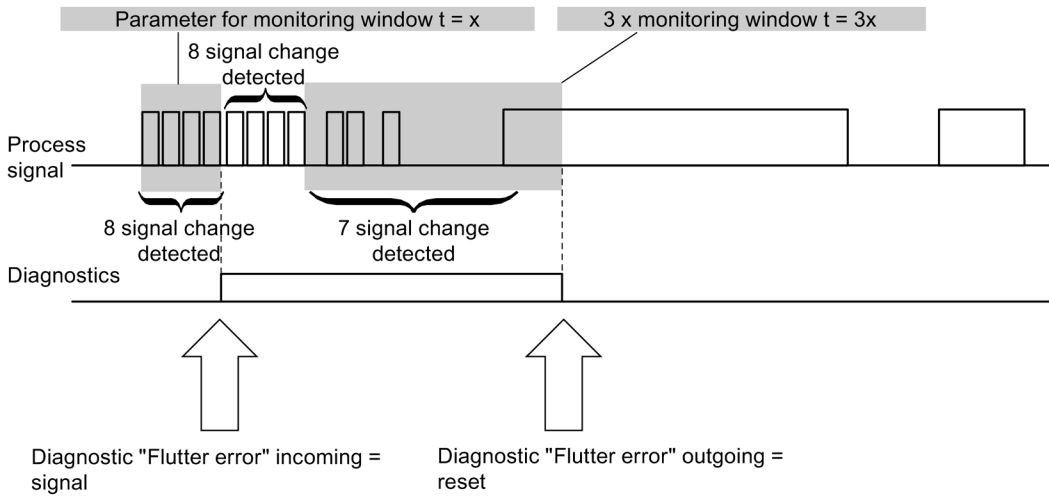 Parameter for monitoring window t = x
3 x monitoring window t = 3x
8 signal change
detected
Process
signal
8 signal change
detected
7 signal change
detected
Diagnostics
Diagnostic "Flutter error" incoming =
signal
Diagnostic "Flutter error" outgoing =
reset